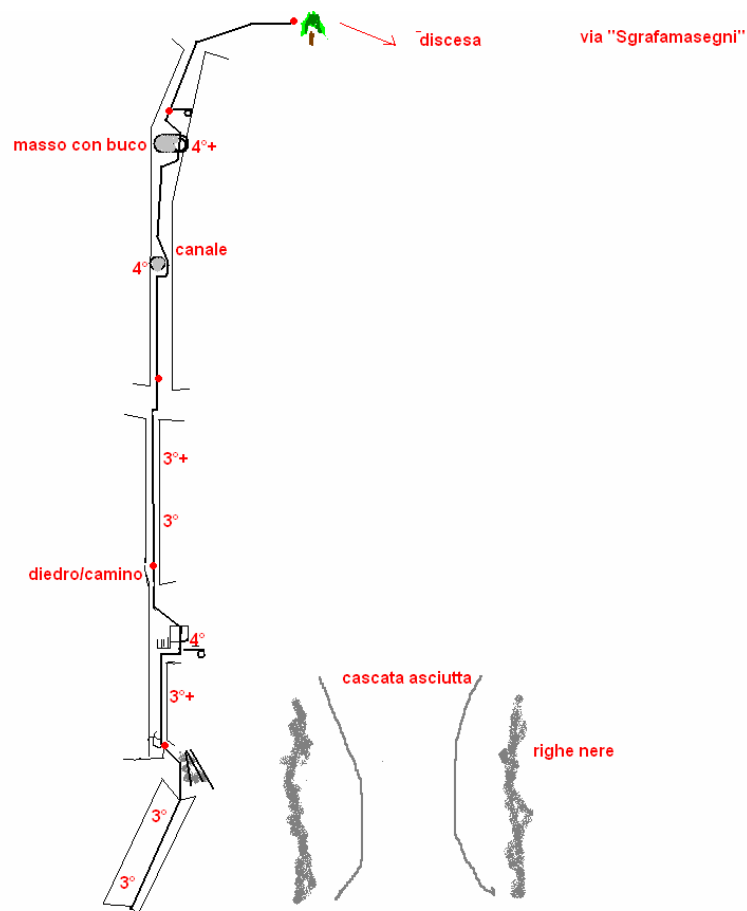 discesa
via "Sgrafamasegni"
masso con buco
4°+
canale
4°
3°+
3°
diedro/camino
4°
cascata asciutta
3°+
righe nere
3°
3°